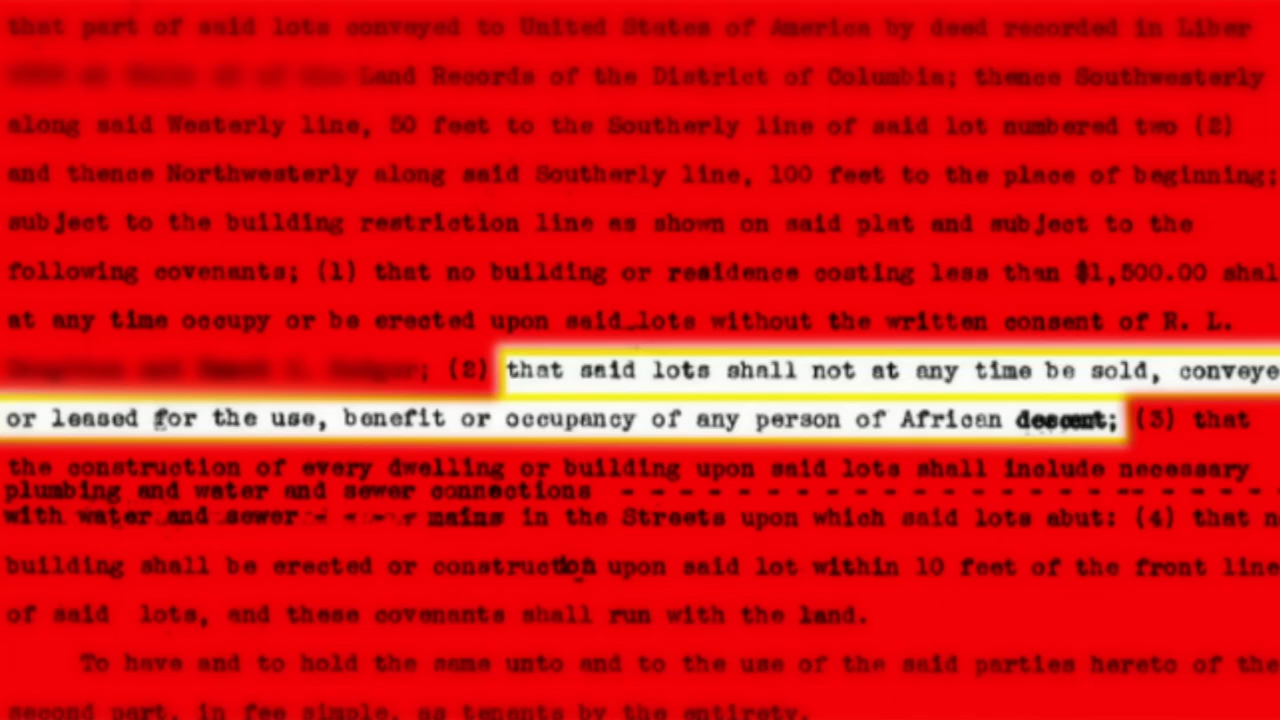 that part of said lots conveyed to United States of America by deed recorded in Liber
Land Records of the District of Columbia; thence Southwesterly
along said Westerly line, 50 feet to the Southerly line of said lot numbered two (2)
and thence Northwesterly along said Southerly line, 100 feet to the place of beginning;
subject to the building restriction line as shown on said plat and subject to the
following covenants; (1) that no building or residence costing less than $1,500.00 shal
at any time occupy or be erected upon said lots without the written consent of R. L.
; (2) that said lots shall not at any time be sold, conveye
or leased for the use, benefit or occupancy of any person of African descent; (3) that
the construction of every dwelling or building upon said lots shall include necessary
plumbing and water and sewer connections - - - - - - - - - - - - - - - - - - - - - - -
with water and sewer mains in the Streets upon which said lots abut: (4) that n
building shall be erected or construction upon said lot within 10 feet of the front line
of said lots, and these covenants shall run with the land.
To have and to hold the same unto and to the use of the said parties hereto of the
second part, in fee simple, as tenants by the entirety.